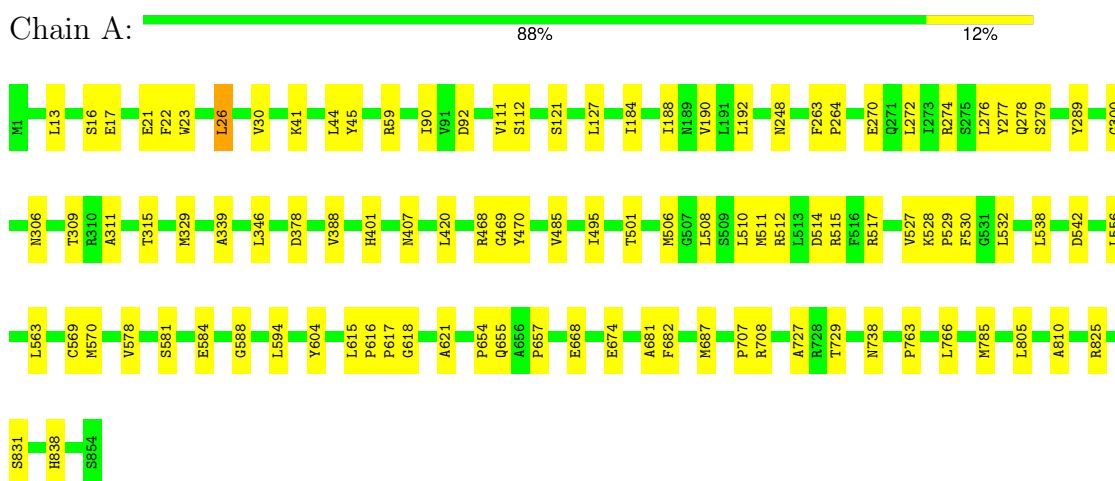 Chain A:
88% 12%
M1 L13 S16 E17 E21 F22 W23 L26 V30 K41 L44 Y45 R59 I90 V91 D92 V111 S112 S121 L127 I184 I188 N189 V190 L191 L192 N248 F263 P264 E270 Q271 L272 I273 R274 S275 L276 Y277 Q278 S279 Y289
N306 T309 R310 A311 T315 M329 A339 L346 D378 V388 H401 N407 L420 R468 G469 Y470 V485 I495 T501 M506 G507 L508 S509 L510 M511 R512 L513 D514 R515 F516 R517 V527 K528 P529 F530 G531 L532 L538 D542
L563 C569 M570 V578 S581 E584 G588 L594 Y604 L615 P616 P617 G618 A621 P654 Q655 A656 P657 E668 E674 A681 F682 M687 P707 R708 A727 R728 T729 N738 P763 L766 M785 L805 A810 R825
S831 H838 S854